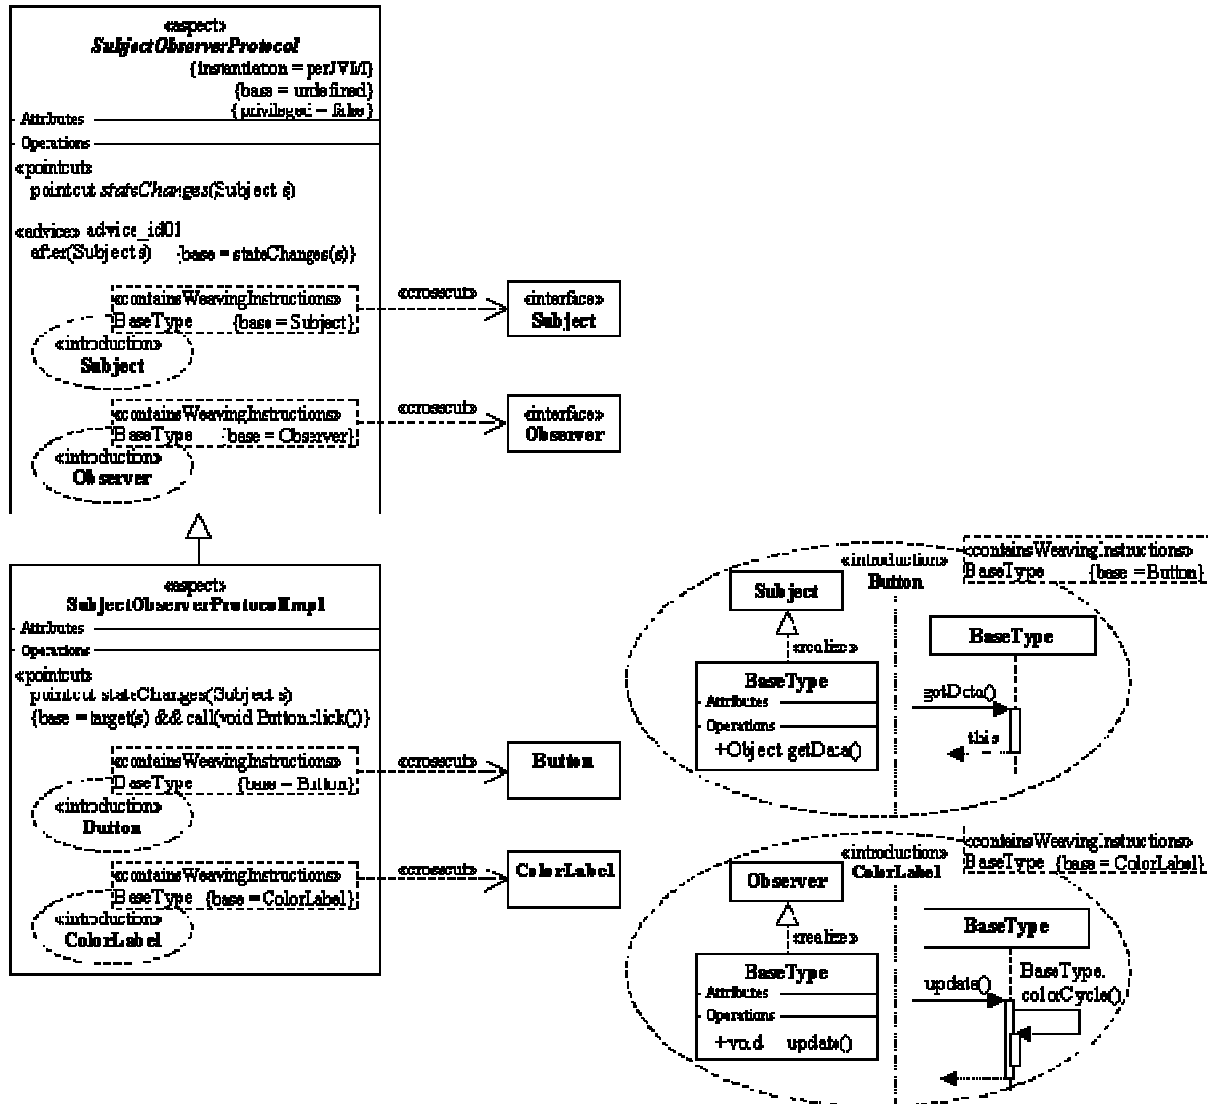 «aspect»
SubjectObserverProtocol
{instantiation = perJVM}
{base = undefined}
{privileged = false}
Attributes
Operations
«pointcut»
pointcut stateChanges(Subject s)
«advice» advice_id01
after(Subject s) {base = stateChanges(s)}
«containsWeavingInstructions»
BaseType {base = Subject}
«introduction»
Subject
«crosscut»
«interface»
Subject
«containsWeavingInstructions»
BaseType {base = Observer}
«introduction»
Observer
«crosscut»
«interface»
Observer
«aspect»
SubjectObserverProtocolImpl
Attributes
Operations
«pointcut»
pointcut stateChanges(Subject s)
{base = target(s) && call(void Button.click())}
«containsWeavingInstructions»
BaseType {base = Button}
«introduction»
Button
«crosscut»
Button
«containsWeavingInstructions»
BaseType {base = ColorLabel}
«introduction»
ColorLabel
«crosscut»
ColorLabel
«containsWeavingInstructions»
BaseType {base = Button}
«introduction»
Button
Subject
«realize»
BaseType
Attributes
Operations
+Object getData()
BaseType
getData()
this
«containsWeavingInstructions»
BaseType {base = ColorLabel}
«introduction»
ColorLabel
Observer
«realize»
BaseType
Attributes
Operations
+void update()
BaseType
update()
BaseType.
colorCycle()